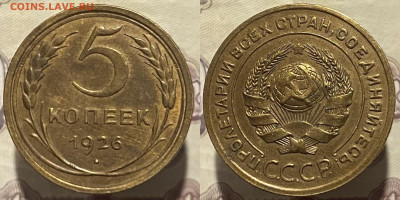 COINS.LAVE.RU
5
КОПЕЕК
1926
ПРОЛЕТАРИИ ВСЕХ СТРАН, СОЕДИНЯЙТЕСЬ!
С.С.С.Р.